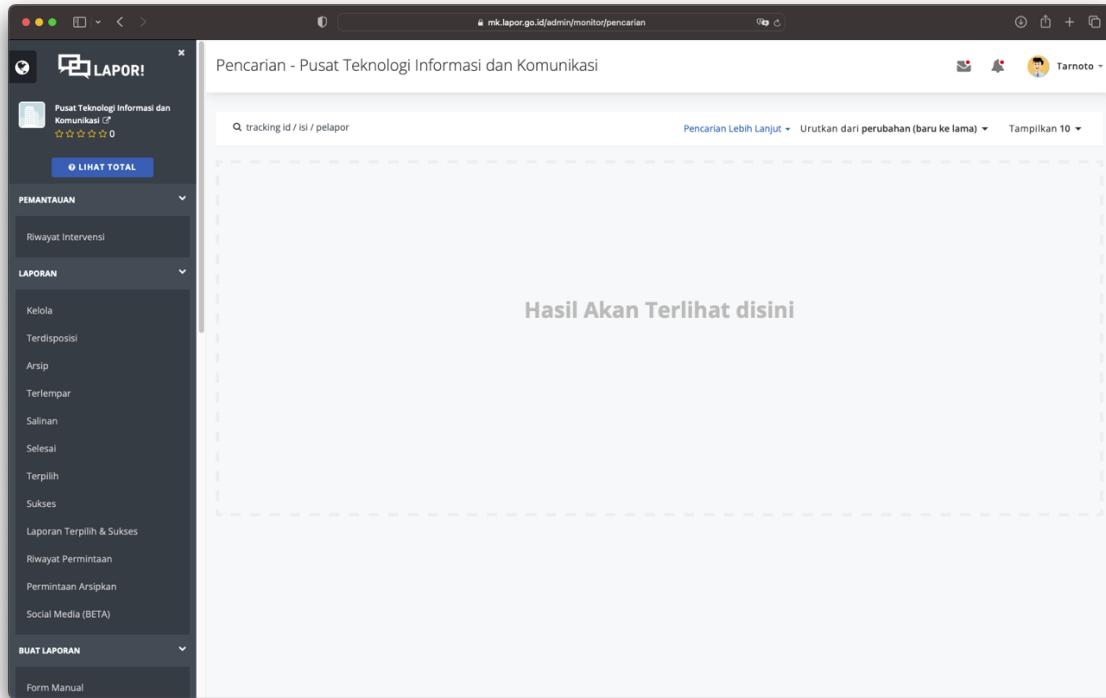 mk.lapor.go.id/admin/monitor/pencarian
LAPOR!
Pusat Teknologi Informasi dan
Komunikasi
0
LIHAT TOTAL
PEMANTAUAN
Riwayat Intervensi
LAPORAN
Kelola
Terdisposisi
Arsip
Terlempar
Salinan
Selesai
Terpilih
Sukses
Laporan Terpilih & Sukses
Riwayat Permintaan
Permintaan Arsipkan
Social Media (BETA)
BUAT LAPORAN
Form Manual
Pencarian - Pusat Teknologi Informasi dan Komunikasi
Tarnoto
tracking id / isi / pelapor
Pencarian Lebih Lanjut
Urutkan dari perubahan (baru ke lama)
Tampilkan 10
Hasil Akan Terlihat disini